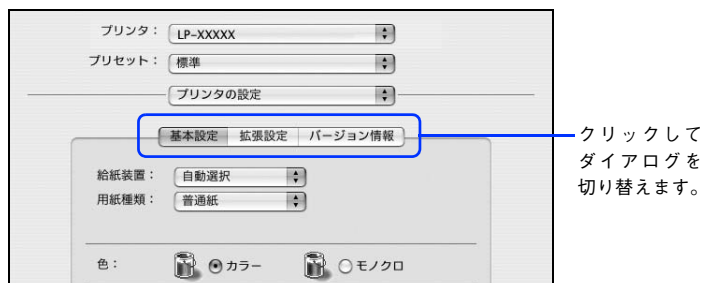 プリンタ： LP-XXXXX
プリセット： 標準
プリンタの設定
基本設定 拡張設定 バージョン情報
クリックして
ダイアログを
切り替えます。
給紙装置： 自動選択
用紙種類： 普通紙
色： カラー モノクロ